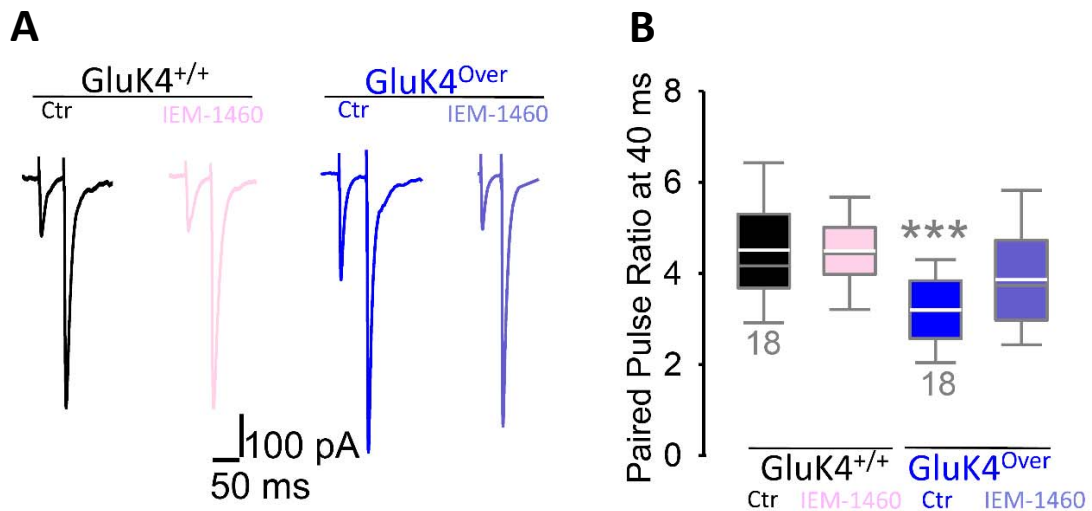 A
GluK4+/+
GluK4Over
Ctr
IEM-1460
Ctr
IEM-1460
100 pA
50 ms
B
Paired Pulse Ratio at 40 ms
8
6
4
2
0
***
18
18
GluK4+/+
GluK4Over
Ctr
IEM-1460
Ctr
IEM-1460